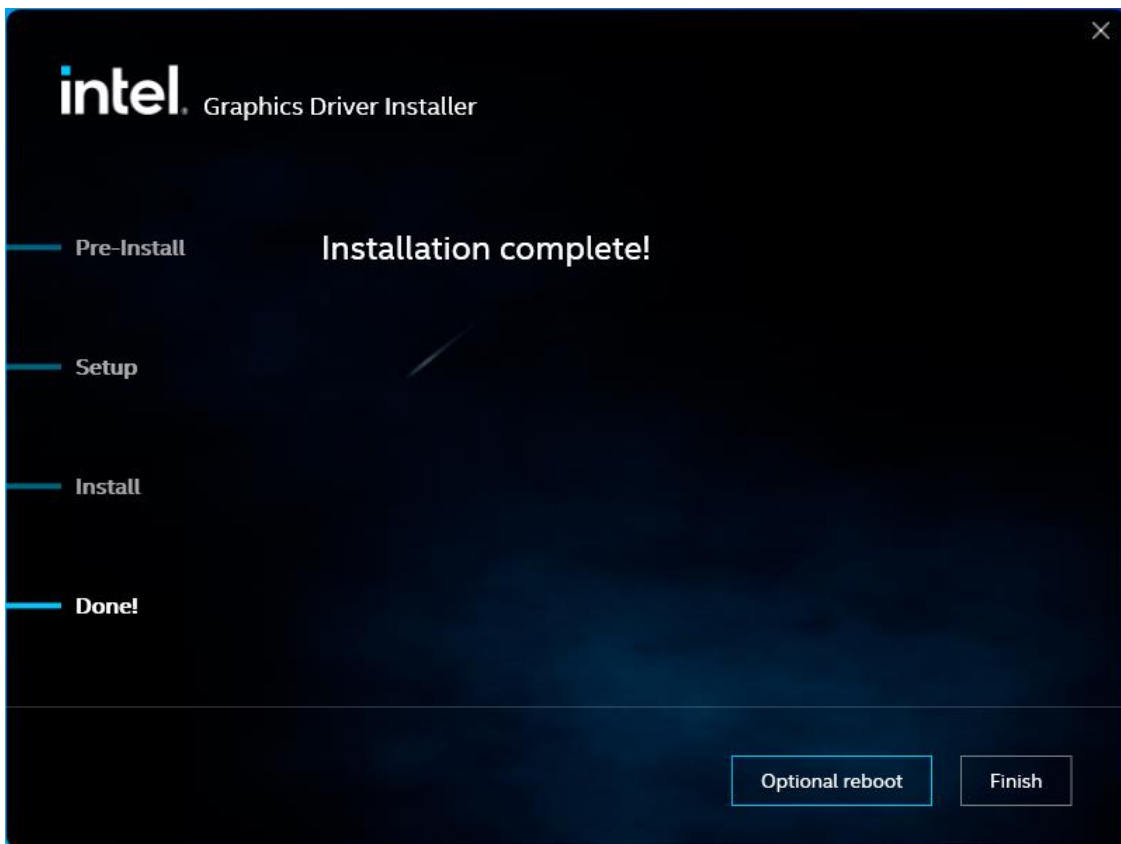 intel. Graphics Driver Installer
Pre-Install
Installation complete!
Setup
Install
Done!
Optional reboot
Finish